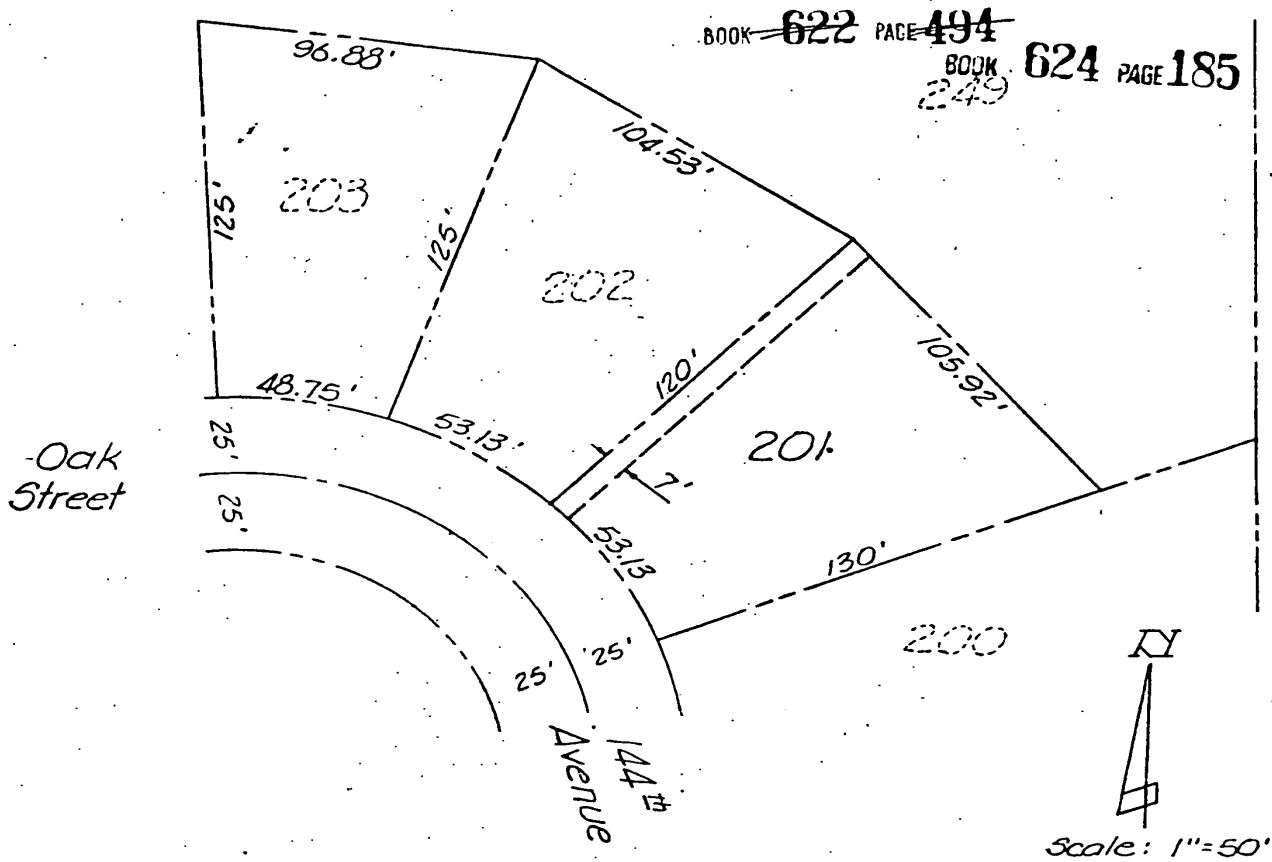 BOOK 622 PAGE 494
BOOK 624 PAGE 185
249
96.88'
104.53'
203
125'
125'
202
105.92'
120'
48.75'
53.13'
201
7'
-Oak
Street
25'
25'
53.13
130'
200
25'
25'
144th
Avenue
N
Scale: 1"=50'